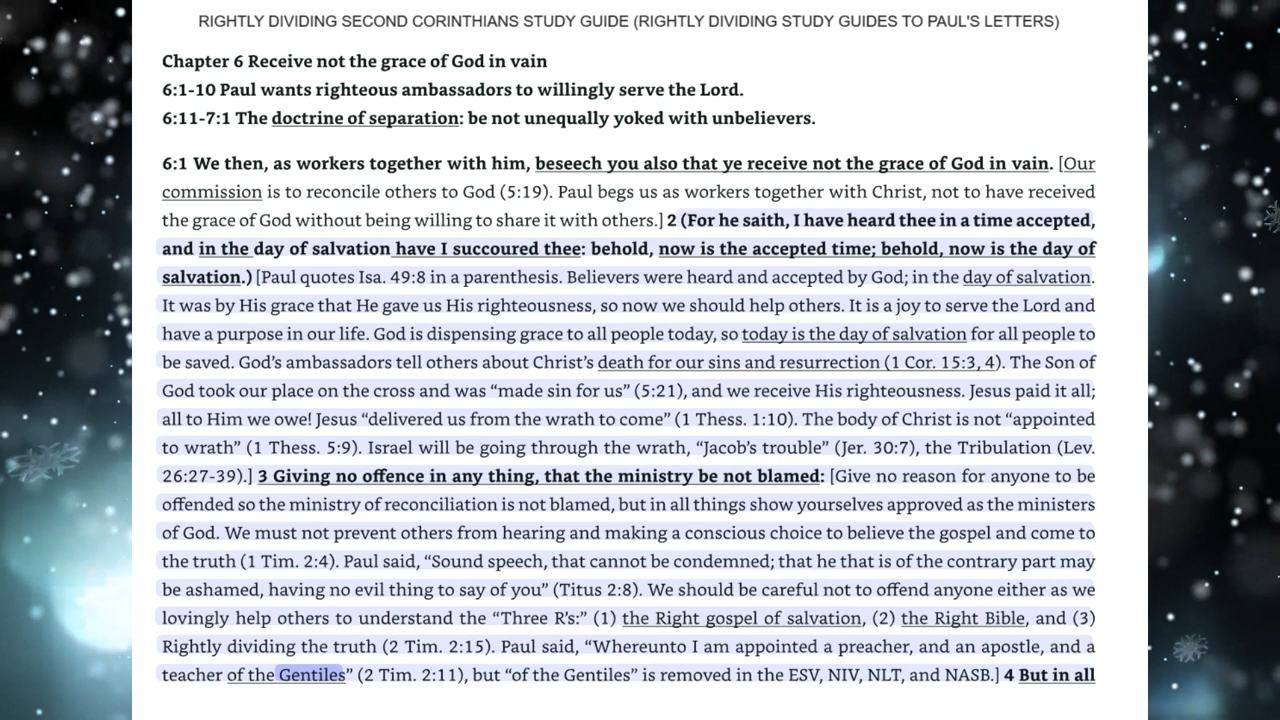 RIGHTLY DIVIDING SECOND CORINTHIANS STUDY GUIDE (RIGHTLY DIVIDING STUDY GUIDES TO PAUL'S LETTERS)
Chapter 6 Receive not the grace of God in vain
6:1-10 Paul wants righteous ambassadors to willingly serve the Lord.
6:11-7:1 The doctrine of separation: be not unequally yoked with unbelievers.
6:1 We then, as workers together with him, beseech you also that ye receive not the grace of God in vain. [Our
commission is to reconcile others to God (5:19). Paul begs us as workers together with Christ, not to have received
the grace of God without being willing to share it with others.] 2 (For he saith, I have heard thee in a time accepted,
and in the day of salvation have I succoured thee: behold, now is the accepted time; behold, now is the day of
salvation.) [Paul quotes Isa. 49:8 in a parenthesis. Believers were heard and accepted by God; in the day of salvation.
It was by His grace that He gave us His righteousness, so now we should help others. It is a joy to serve the Lord and
have a purpose in our life. God is dispensing grace to all people today, so today is the day of salvation for all people to
be saved. God’s ambassadors tell others about Christ’s death for our sins and resurrection (1 Cor. 15:3, 4). The Son of
God took our place on the cross and was “made sin for us” (5:21), and we receive His righteousness. Jesus paid it all;
all to Him we owe! Jesus “delivered us from the wrath to come” (1 Thess. 1:10). The body of Christ is not “appointed
to wrath” (1 Thess. 5:9). Israel will be going through the wrath, “Jacob’s trouble” (Jer. 30:7), the Tribulation (Lev.
26:27-39).] 3 Giving no offence in any thing, that the ministry be not blamed: [Give no reason for anyone to be
offended so the ministry of reconciliation is not blamed, but in all things show yourselves approved as the ministers
of God. We must not prevent others from hearing and making a conscious choice to believe the gospel and come to
the truth (1 Tim. 2:4). Paul said, “Sound speech, that cannot be condemned; that he that is of the contrary part may
be ashamed, having no evil thing to say of you” (Titus 2:8). We should be careful not to offend anyone either as we
lovingly help others to understand the “Three R’s:” (1) the Right gospel of salvation, (2) the Right Bible, and (3)
Rightly dividing the truth (2 Tim. 2:15). Paul said, “Whereunto I am appointed a preacher, and an apostle, and a
teacher of the Gentiles” (2 Tim. 2:11), but “of the Gentiles” is removed in the ESV, NIV, NLT, and NASB.] 4 But in all